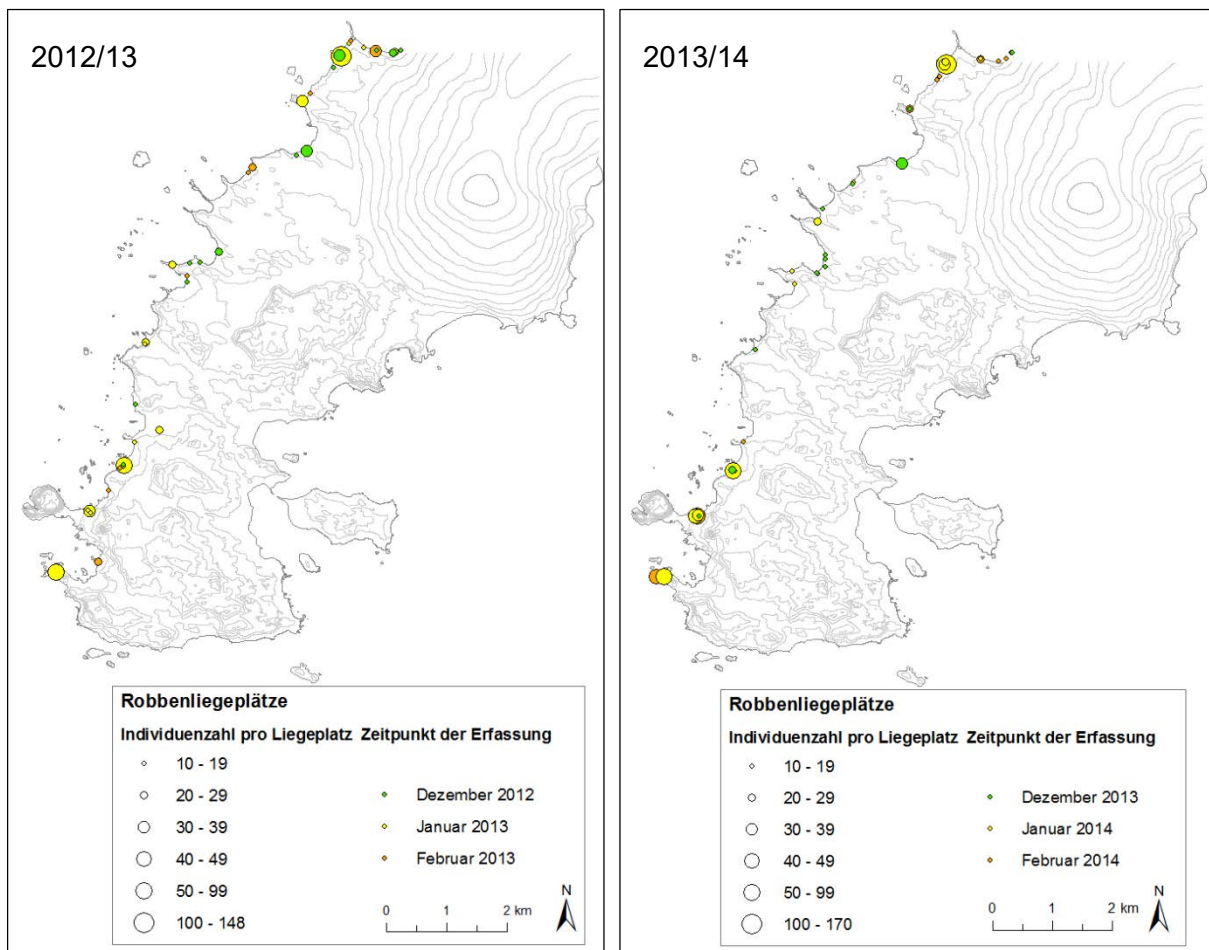 2012/13
Robbenliegeplätze
Individuenzahl pro Liegeplatz Zeitpunkt der Erfassung
10 - 19
20 - 29
30 - 39
40 - 49
50 - 99
100 - 148
Dezember 2012
Januar 2013
Februar 2013
0 1 2 km
N
2013/14
Robbenliegeplätze
Individuenzahl pro Liegeplatz Zeitpunkt der Erfassung
10 - 19
20 - 29
30 - 39
40 - 49
50 - 99
100 - 170
Dezember 2013
Januar 2014
Februar 2014
0 1 2 km
N